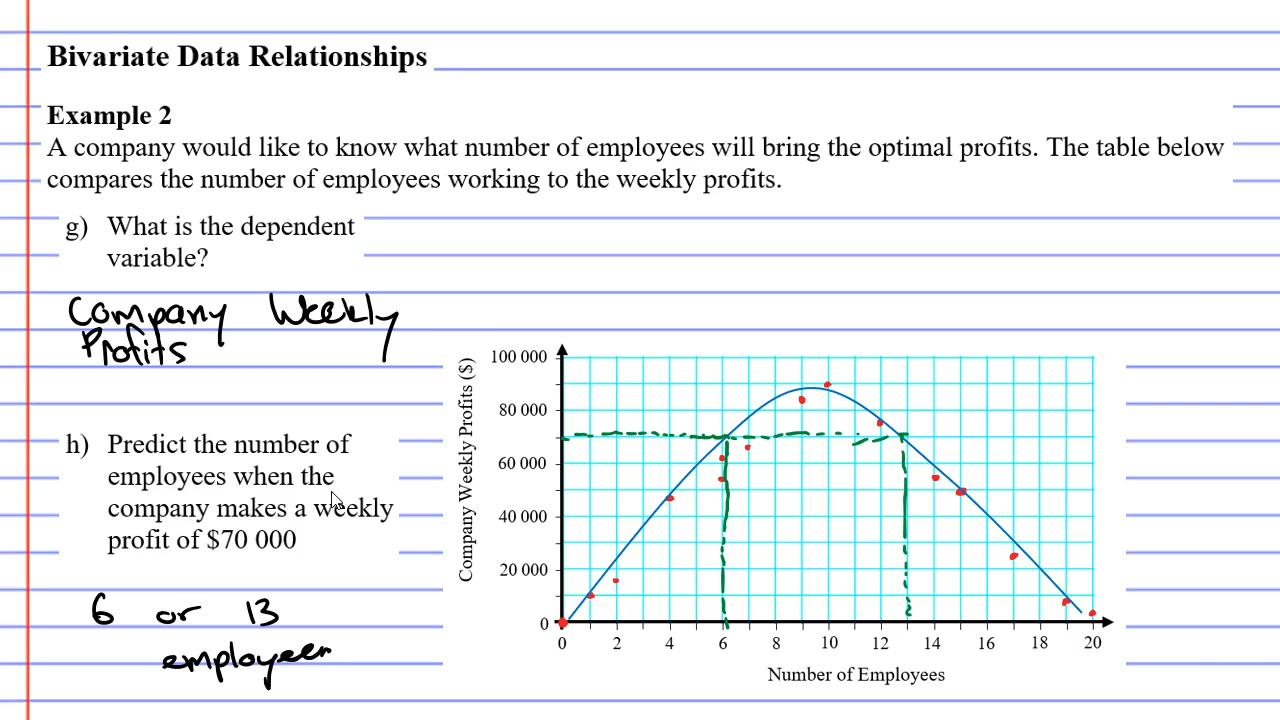 Bivariate Data Relationships
Example 2
A company would like to know what number of employees will bring the optimal profits. The table below
compares the number of employees working to the weekly profits.
g) What is the dependent
variable?
Company Weekly
Profits
h) Predict the number of
employees when the
company makes a weekly
profit of $70 000
6 or 13
employees
Company Weekly Profits ($)
100 000
80 000
60 000
40 000
20 000
0
0 2 4 6 8 10 12 14 16 18 20
Number of Employees